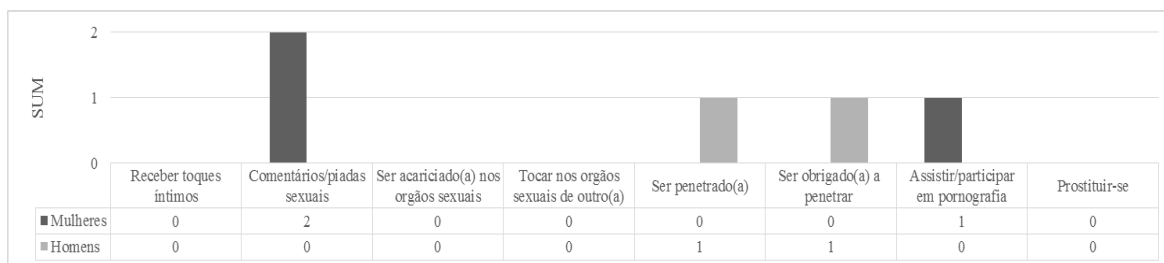 2
1
0
SUM
Receber toques íntimos
Comentários/piadas sexuais
Ser acariciado(a) nos orgãos sexuais
Tocar nos orgãos sexuais de outro(a)
Ser penetrado(a)
Ser obrigado(a) a penetrar
Assistir/participar em pornografia
Prostituir-se
Mulheres 0 2 0 0 0 0 1 0
Homens 0 0 0 0 1 1 0 0